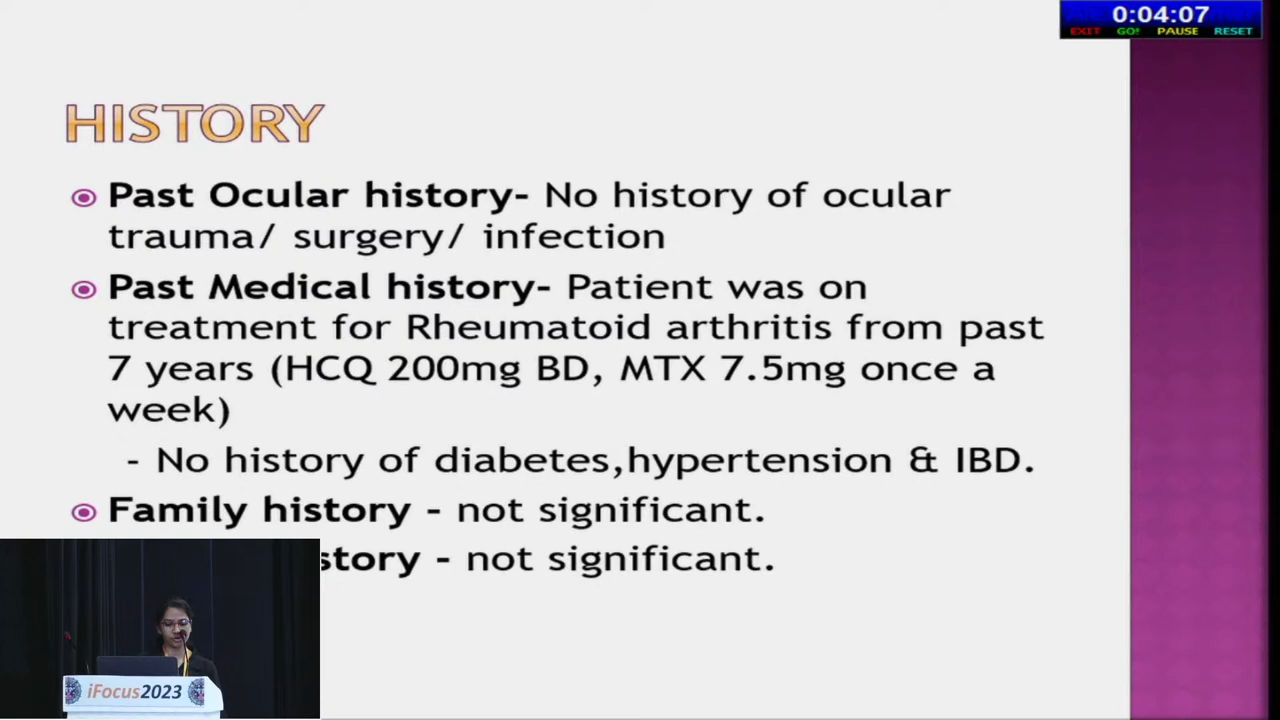 0:04:07
EXIT GO! PAUSE RESET
HISTORY
Past Ocular history- No history of ocular
trauma/ surgery/ infection
Past Medical history- Patient was on
treatment for Rheumatoid arthritis from past
7 years (HCQ 200mg BD, MTX 7.5mg once a
week)
- No history of diabetes,hypertension & IBD.
Family history - not significant.
story - not significant.
iFocus2023